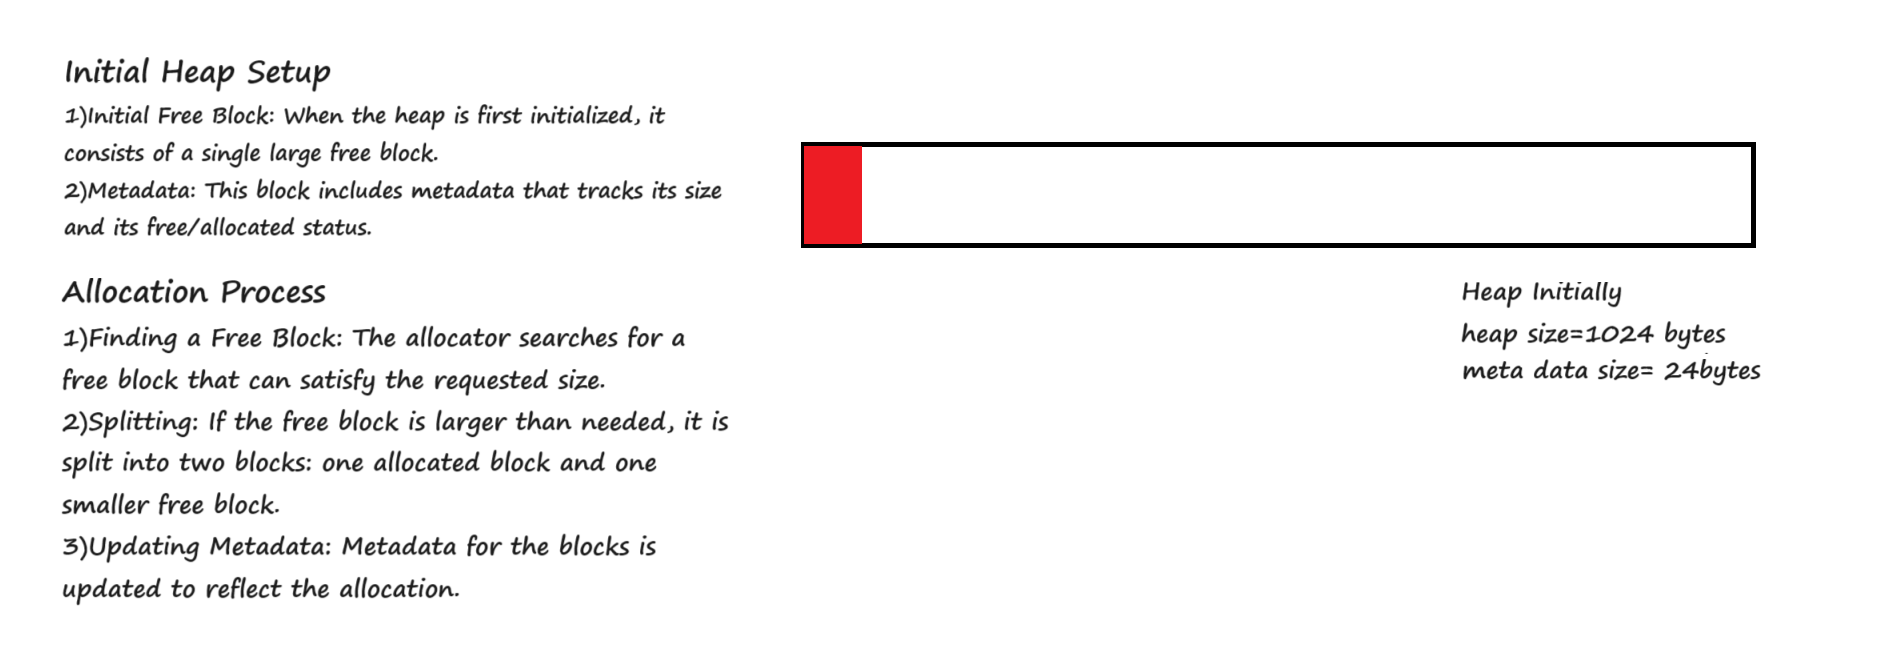 Initial Heap Setup
1)Initial Free Block: When the heap is first initialized, it
consists of a single large free block.
2)Metadata: This block includes metadata that tracks its size
and its free/allocated status.
Allocation Process
1)Finding a Free Block: The allocator searches for a
free block that can satisfy the requested size.
2)Splitting: If the free block is larger than needed, it is
split into two blocks: one allocated block and one
smaller free block.
3)Updating Metadata: Metadata for the blocks is
updated to reflect the allocation.
Heap Initially
heap size=1024 bytes
meta data size= 24bytes